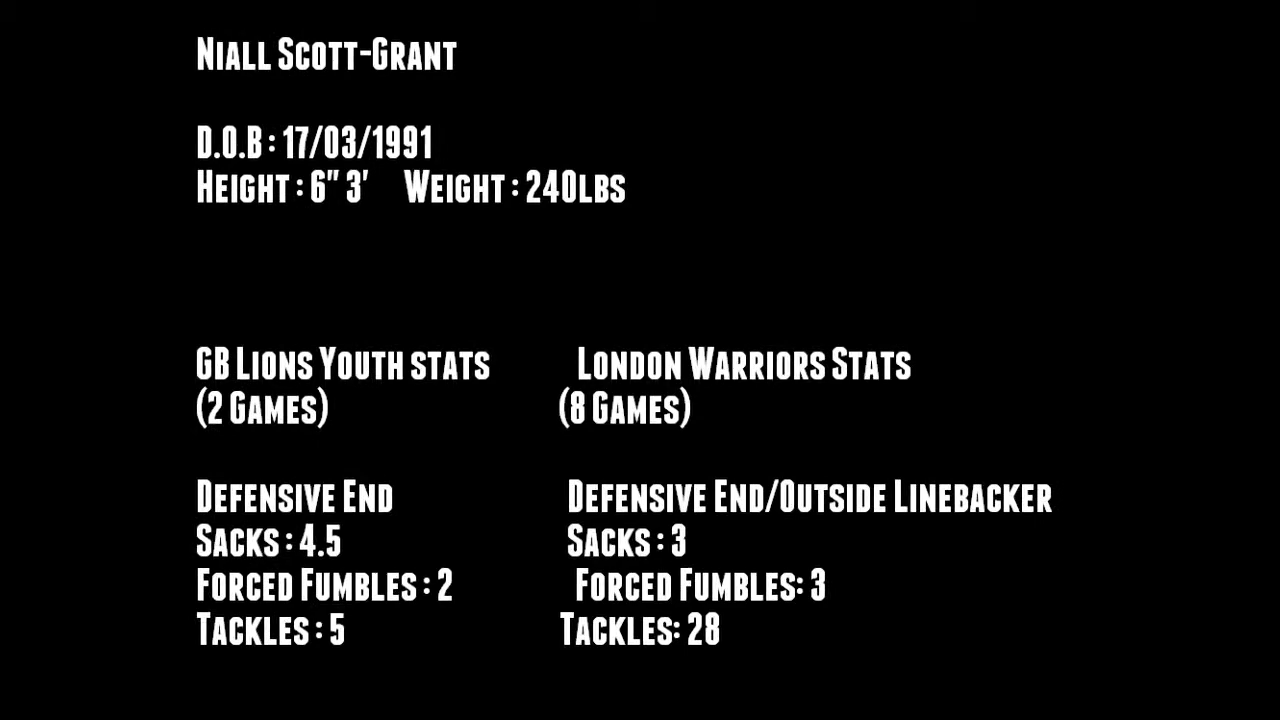 Niall Scott-Grant
D.O.B : 17/03/1991
Height : 6" 3' Weight : 240lbs
GB Lions Youth stats London Warriors Stats
(2 Games) (8 Games)
Defensive End Defensive End/Outside Linebacker
Sacks : 4.5 Sacks : 3
Forced Fumbles : 2 Forced Fumbles: 3
Tackles : 5 Tackles: 28